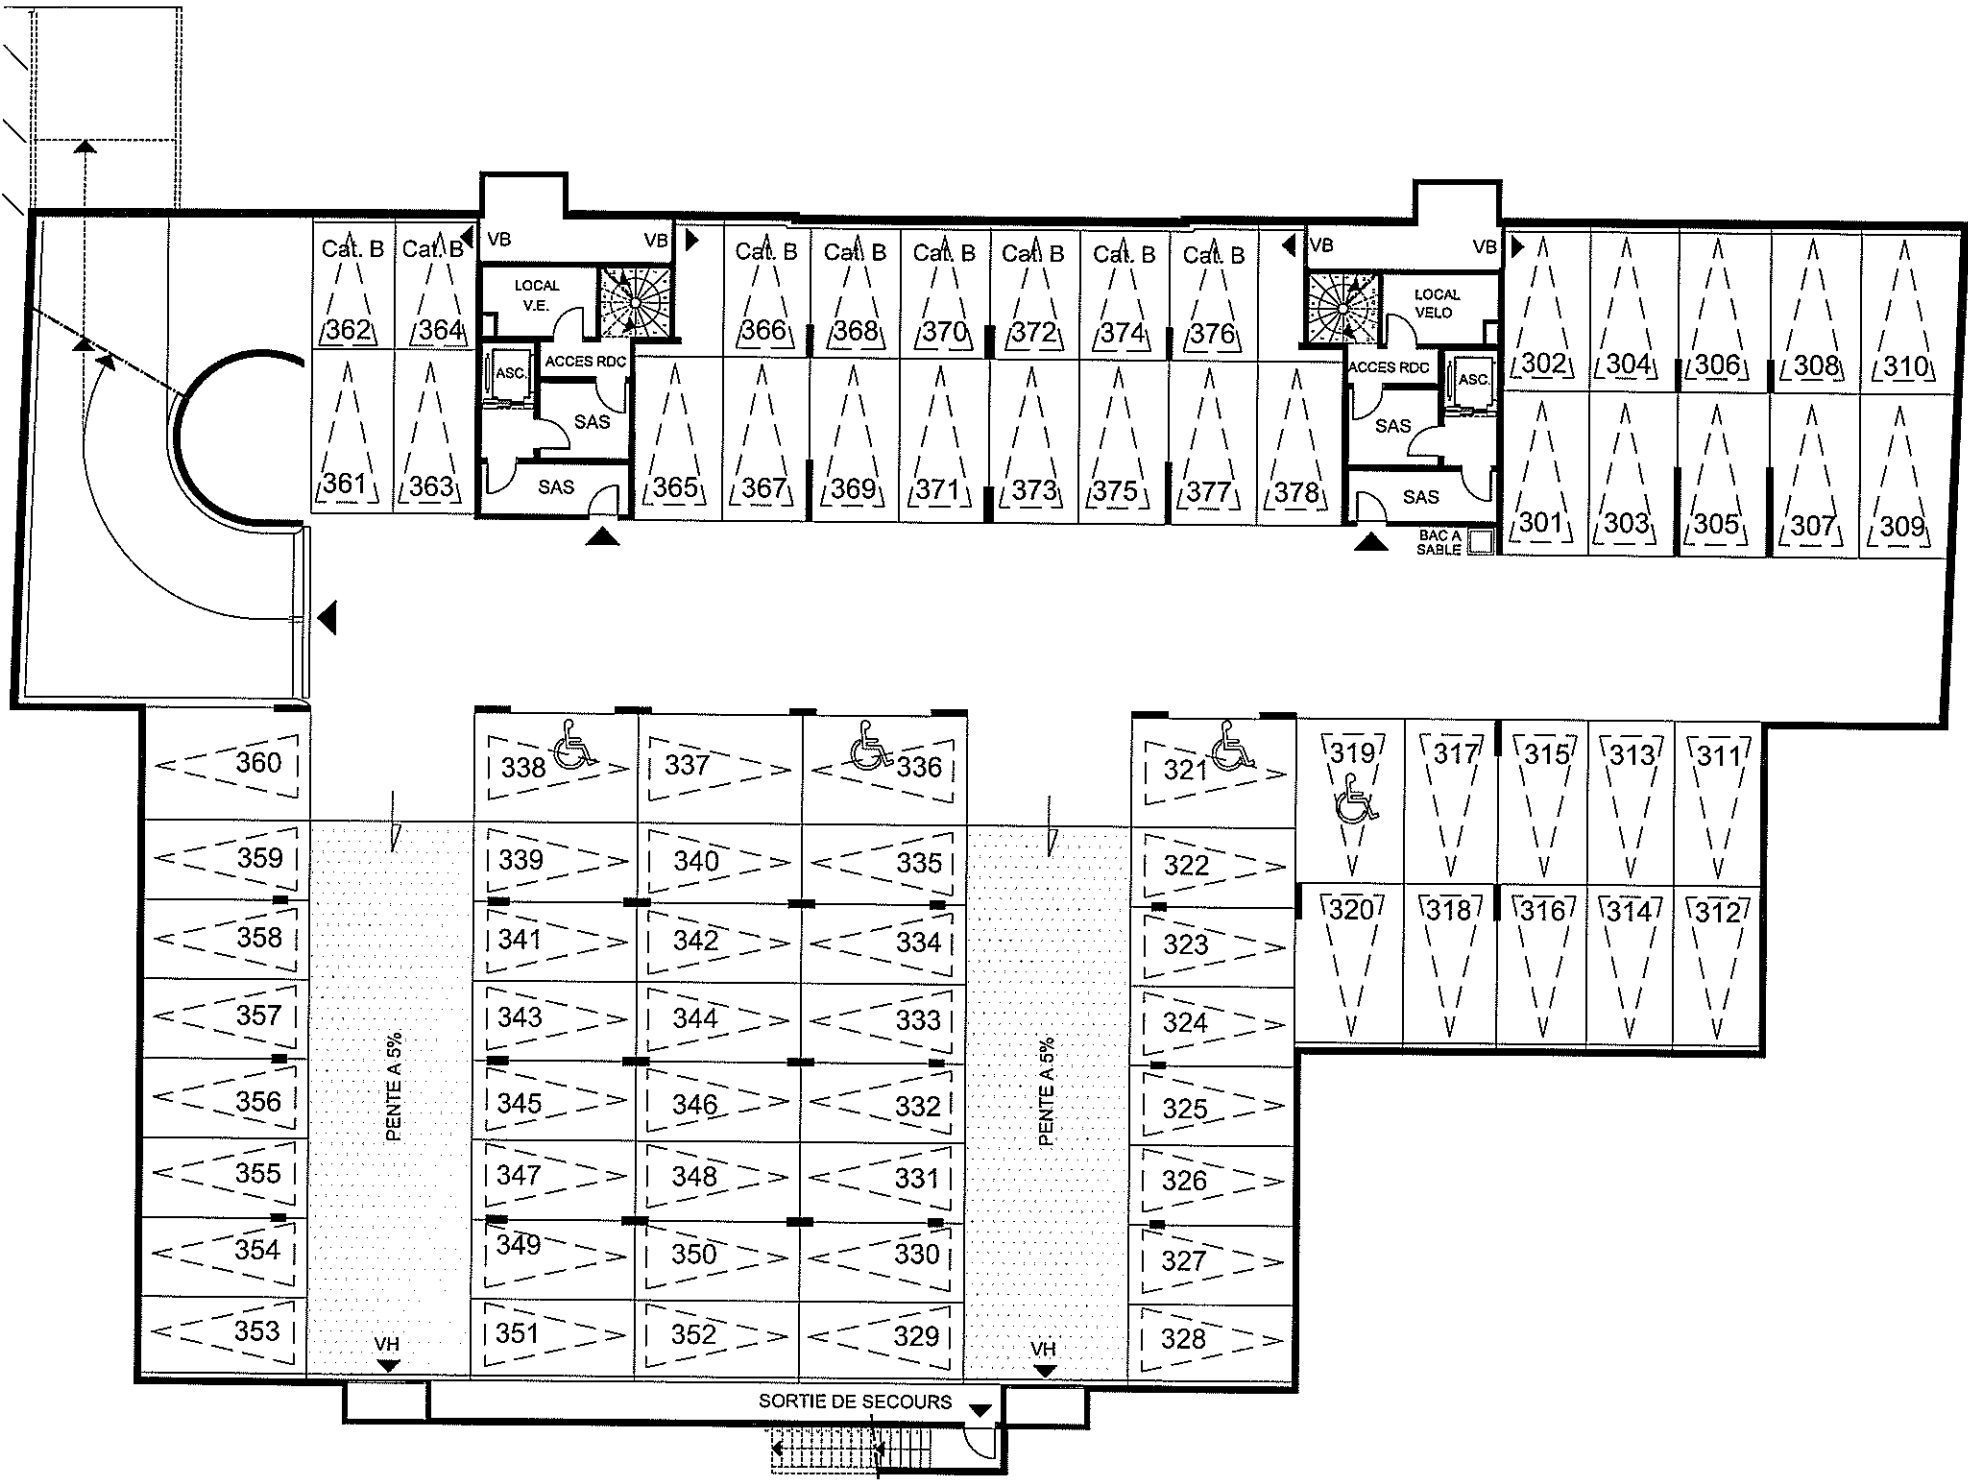 Cat. B Cat. B
VB VB
Cat. B Cat. B Cat. B Cat. B Cat. B Cat. B
VB VB
LOCAL
V.E.
LOCAL
VELO
362 364
366 368 370 372 374 376
302 304 306 308 310
ASC.
ACCES RDC
ACCES RDC
ASC.
SAS
SAS
361 363
SAS
365 367 369 371 373 375 377 378
SAS
301 303 305 307 309
BAC A
SABLE
360
338 337 336
321
319 317 315 313 311
359
339 340 335
322
320 318 316 314 312
358
341 342 334
323
357
343 344 333
324
PENTE A 5%
PENTE A 5%
356
345 346 332
325
355
347 348 331
326
354
349 350 330
327
353
351 352 329
328
VH
VH
SORTIE DE SECOURS